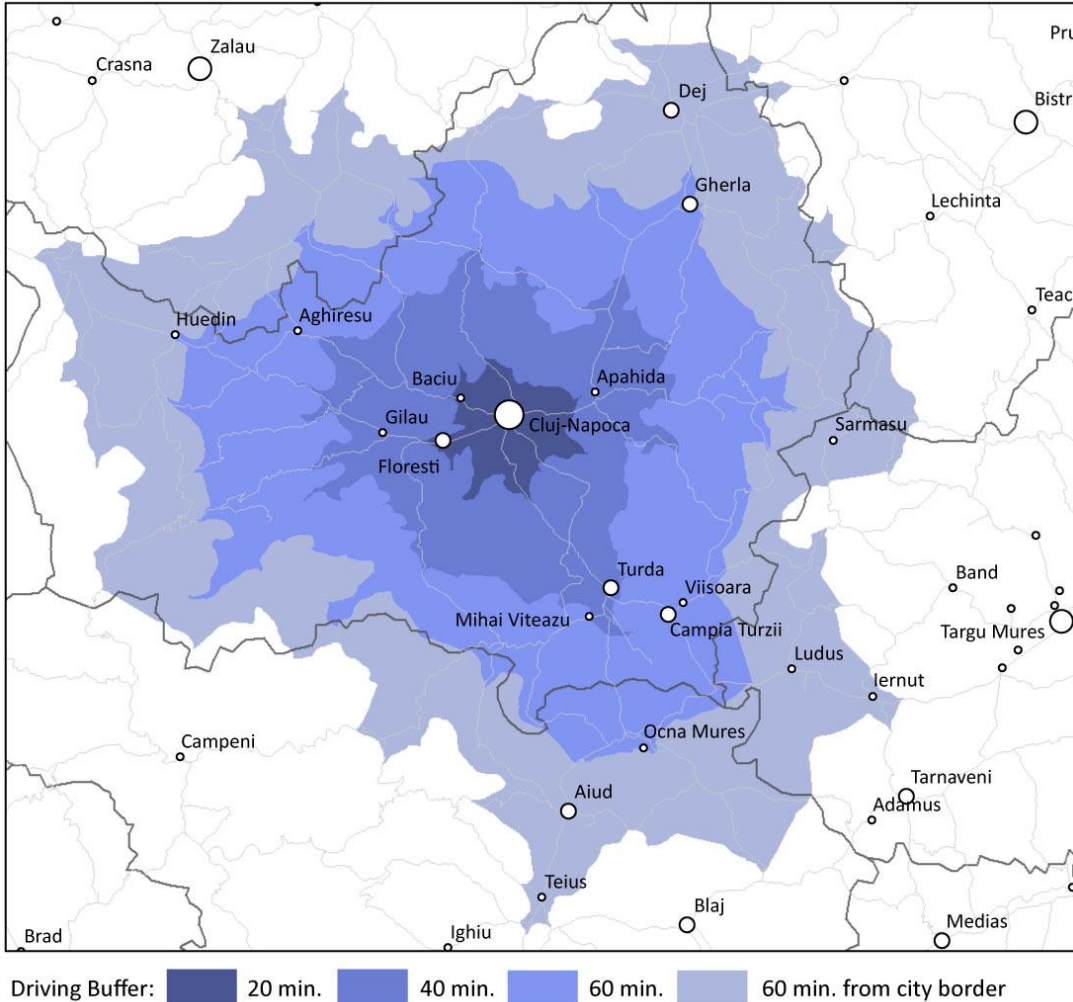 Pru
Zalau
Crasna
Dej
Bistr
Gherla
Lechinta
Teac
Huedin
Aghiresu
Baciu
Apahida
Gilau
Cluj-Napoca
Sarmasu
Floresti
Turda
Viisoara
Band
Mihai Viteazu
Campia Turzii
Targu Mures
Ludus
Iernut
Campeni
Ocna Mures
Aiud
Tarnaveni
Adamus
Teius
Blaj
Medias
Brad
Ighiu
Driving Buffer: 20 min. 40 min. 60 min. 60 min. from city border